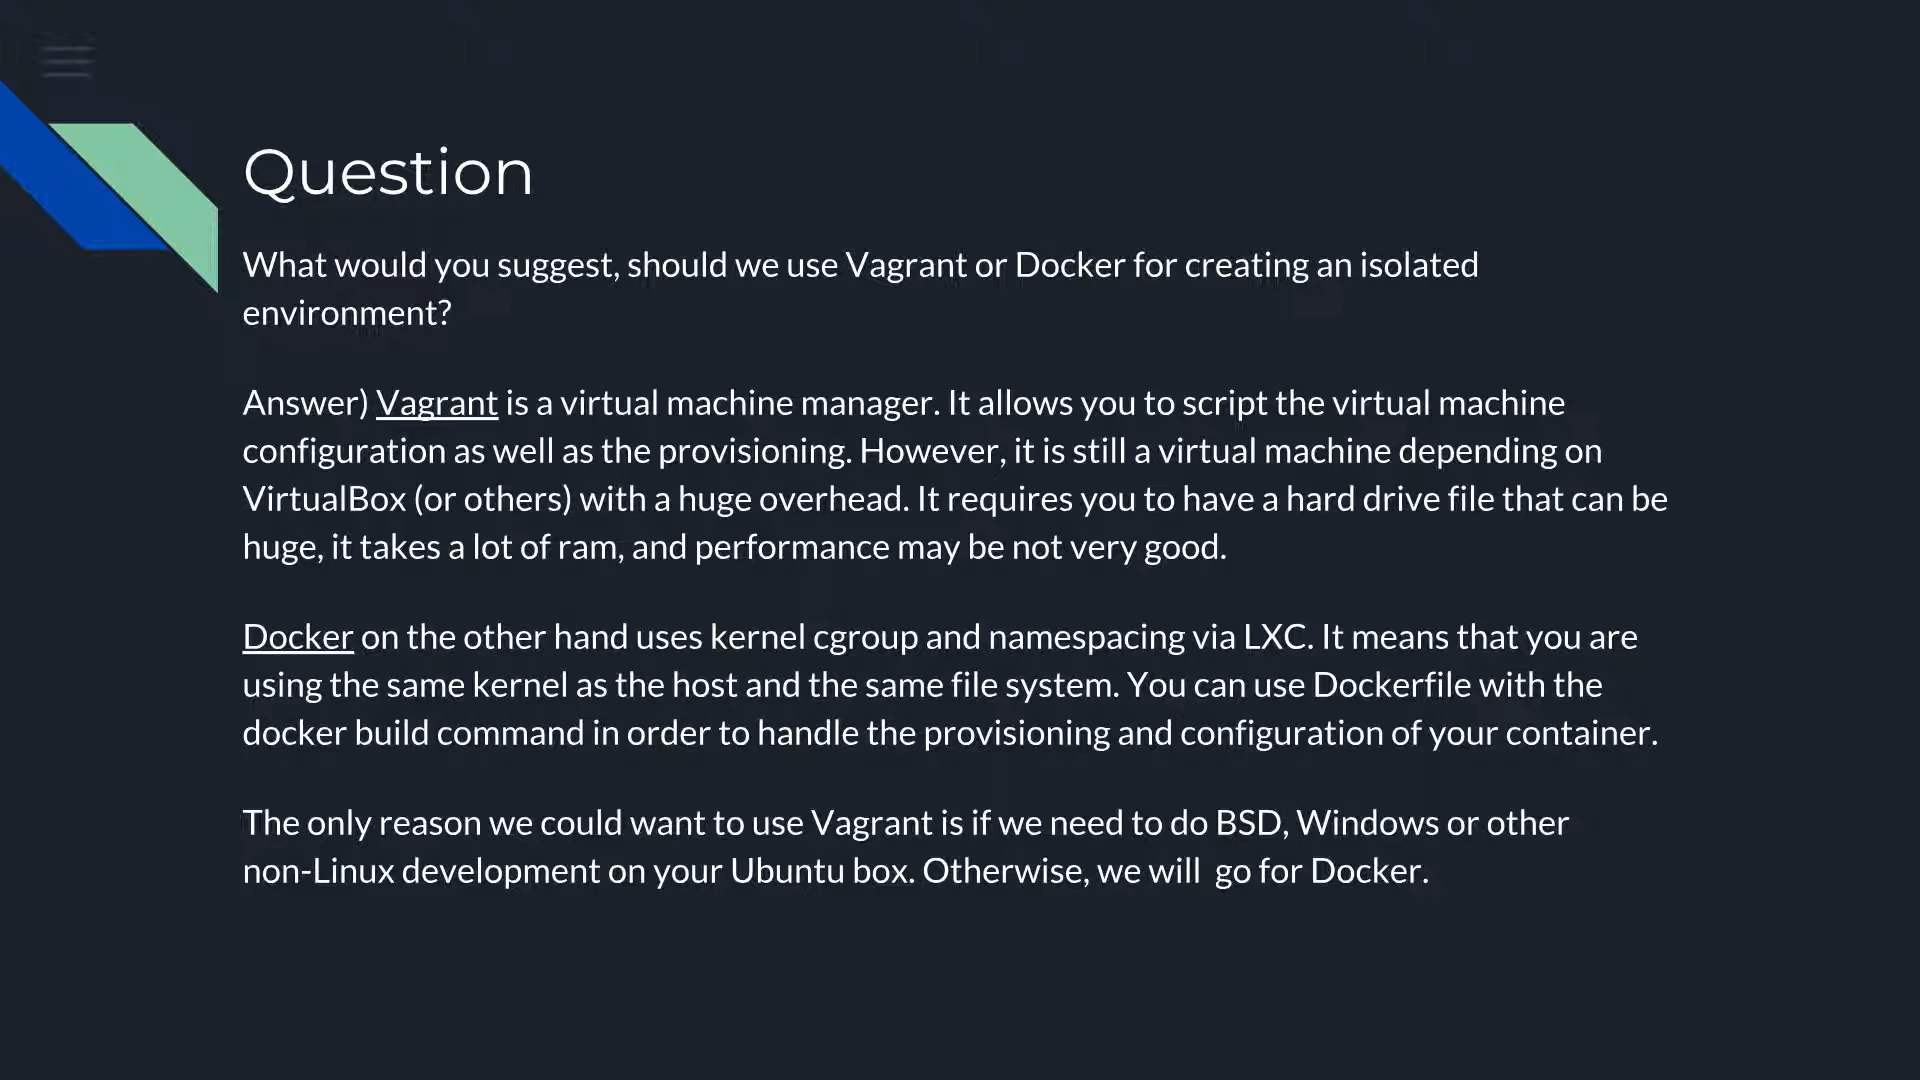 Question
What would you suggest, should we use Vagrant or Docker for creating an isolated
environment?
Answer) Vagrant is a virtual machine manager. It allows you to script the virtual machine
configuration as well as the provisioning. However, it is still a virtual machine depending on
VirtualBox (or others) with a huge overhead. It requires you to have a hard drive file that can be
huge, it takes a lot of ram, and performance may be not very good.
Docker on the other hand uses kernel cgroup and namespacing via LXC. It means that you are
using the same kernel as the host and the same file system. You can use Dockerfile with the
docker build command in order to handle the provisioning and configuration of your container.
The only reason we could want to use Vagrant is if we need to do BSD, Windows or other
non-Linux development on your Ubuntu box. Otherwise, we will  go for Docker.